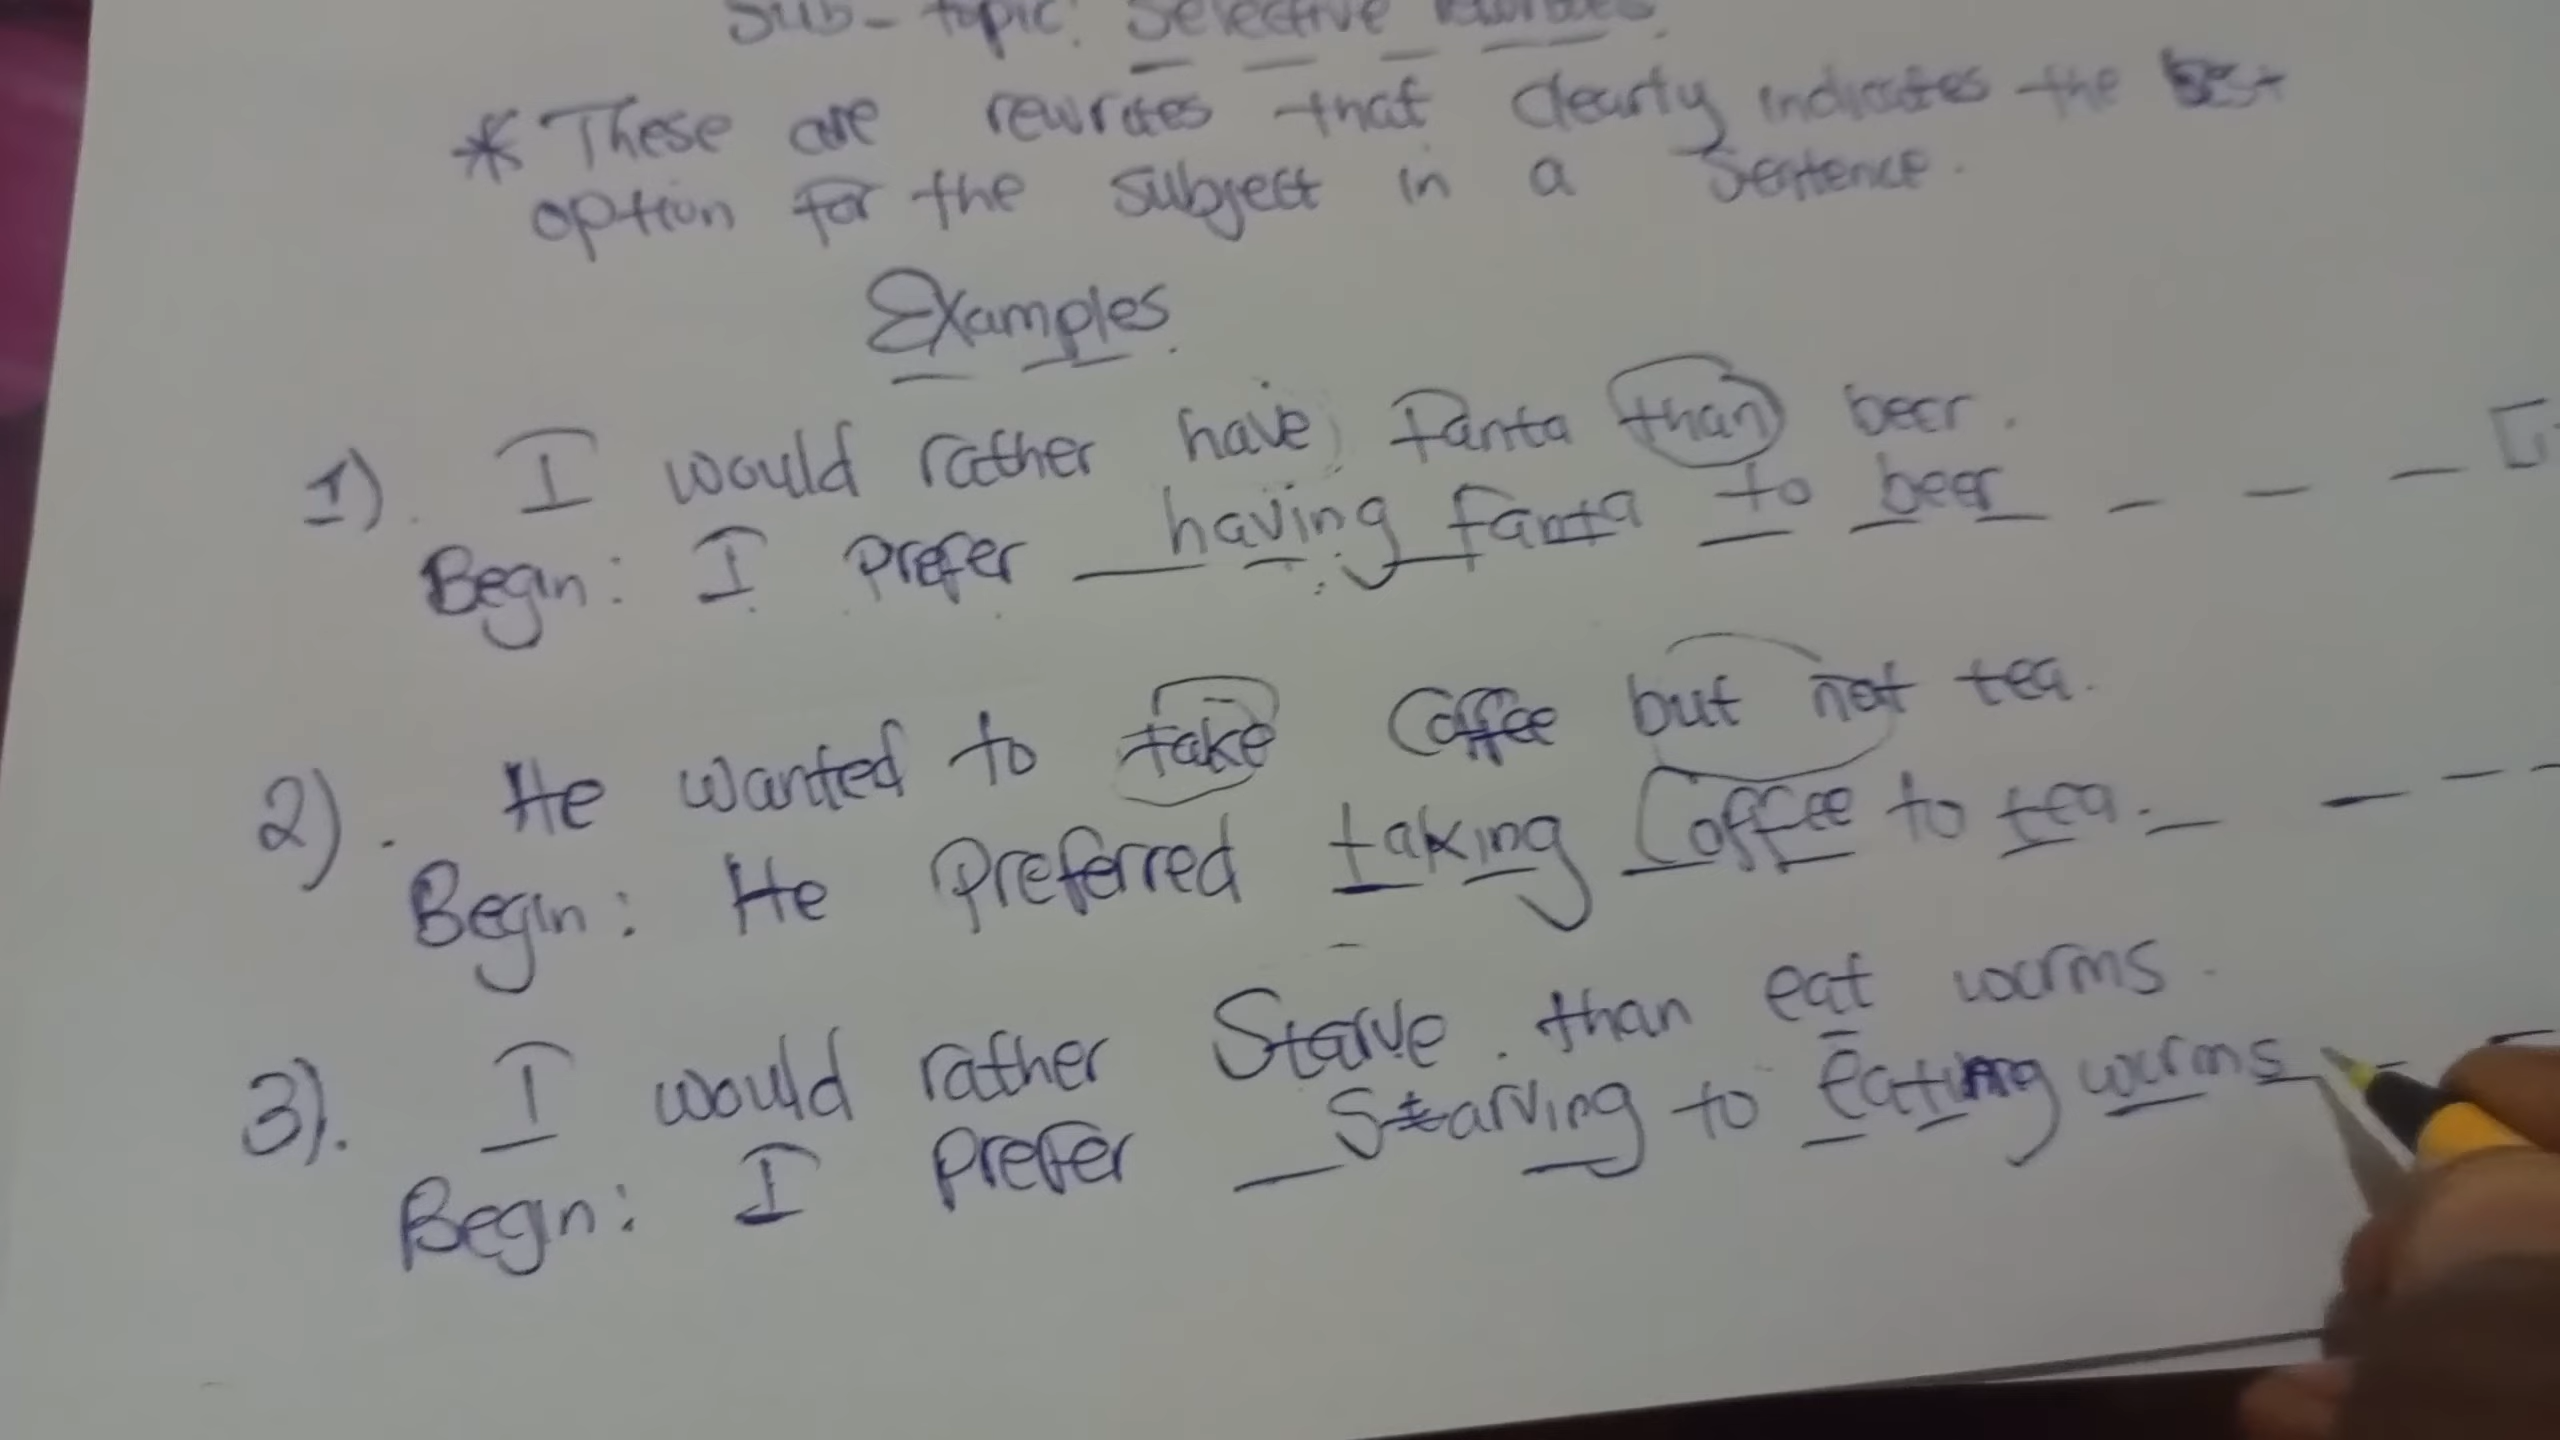 Sub-topic: Selective rewrites.
* These are rewrites that clearly indicates the best
option for the subject in a Sentence.
Examples.
1). I would rather have Fanta than beer.
Begin: I prefer having fanta to beer
2). He wanted to take Coffee but not tea.
Begin: He preferred taking Coffee to tea.
3). I would rather Starve than eat worms.
Begin: I prefer Starving to eating worms